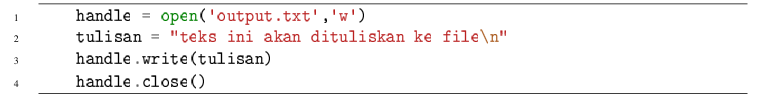 1 handle = open('output.txt','w')
2 tulisan = "teks ini akan dituliskan ke file\n"
3 handle.write(tulisan)
4 handle.close()